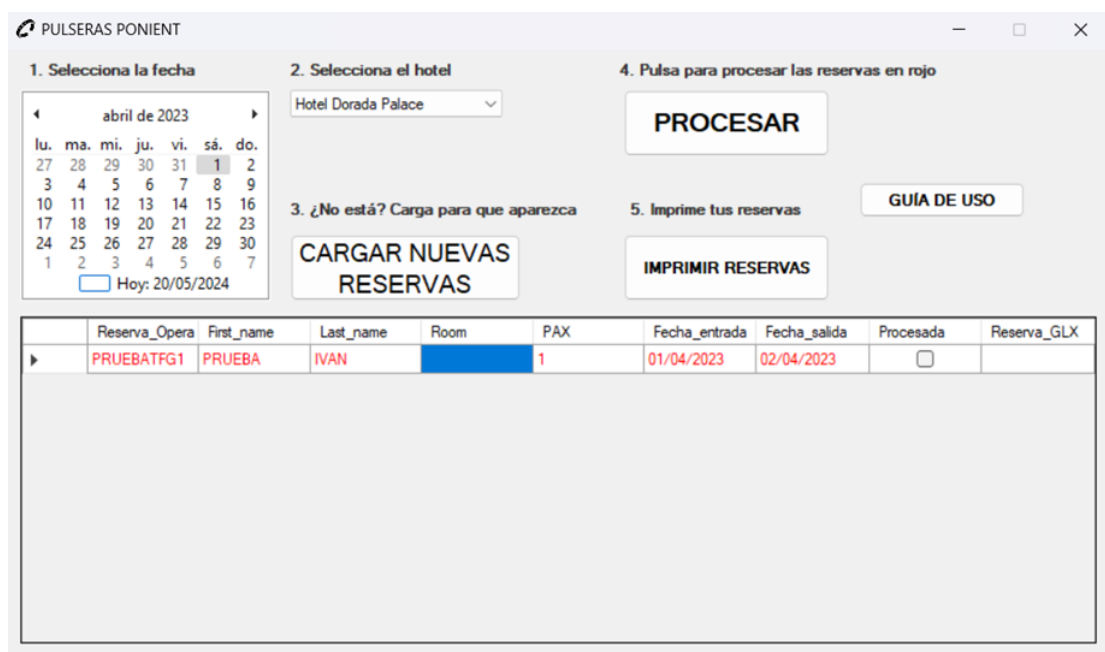 PULSERAS PONIENT
1. Selecciona la fecha
2. Selecciona el hotel
4. Pulsa para procesar las reservas en rojo
abril de 2023
lu. ma. mi. ju. vi. sá. do.
27 28 29 30 31 1 2
3 4 5 6 7 8 9
10 11 12 13 14 15 16
17 18 19 20 21 22 23
24 25 26 27 28 29 30
1 2 3 4 5 6 7
Hoy: 20/05/2024
Hotel Dorada Palace
PROCESAR
3. ¿No está? Carga para que aparezca
CARGAR NUEVAS
RESERVAS
5. Imprime tus reservas
IMPRIMIR RESERVAS
GUÍA DE USO
Reserva_Opera First_name Last_name Room PAX Fecha_entrada Fecha_salida Procesada Reserva_GLX
PRUEBATFG1 PRUEBA IVAN 1 01/04/2023 02/04/2023